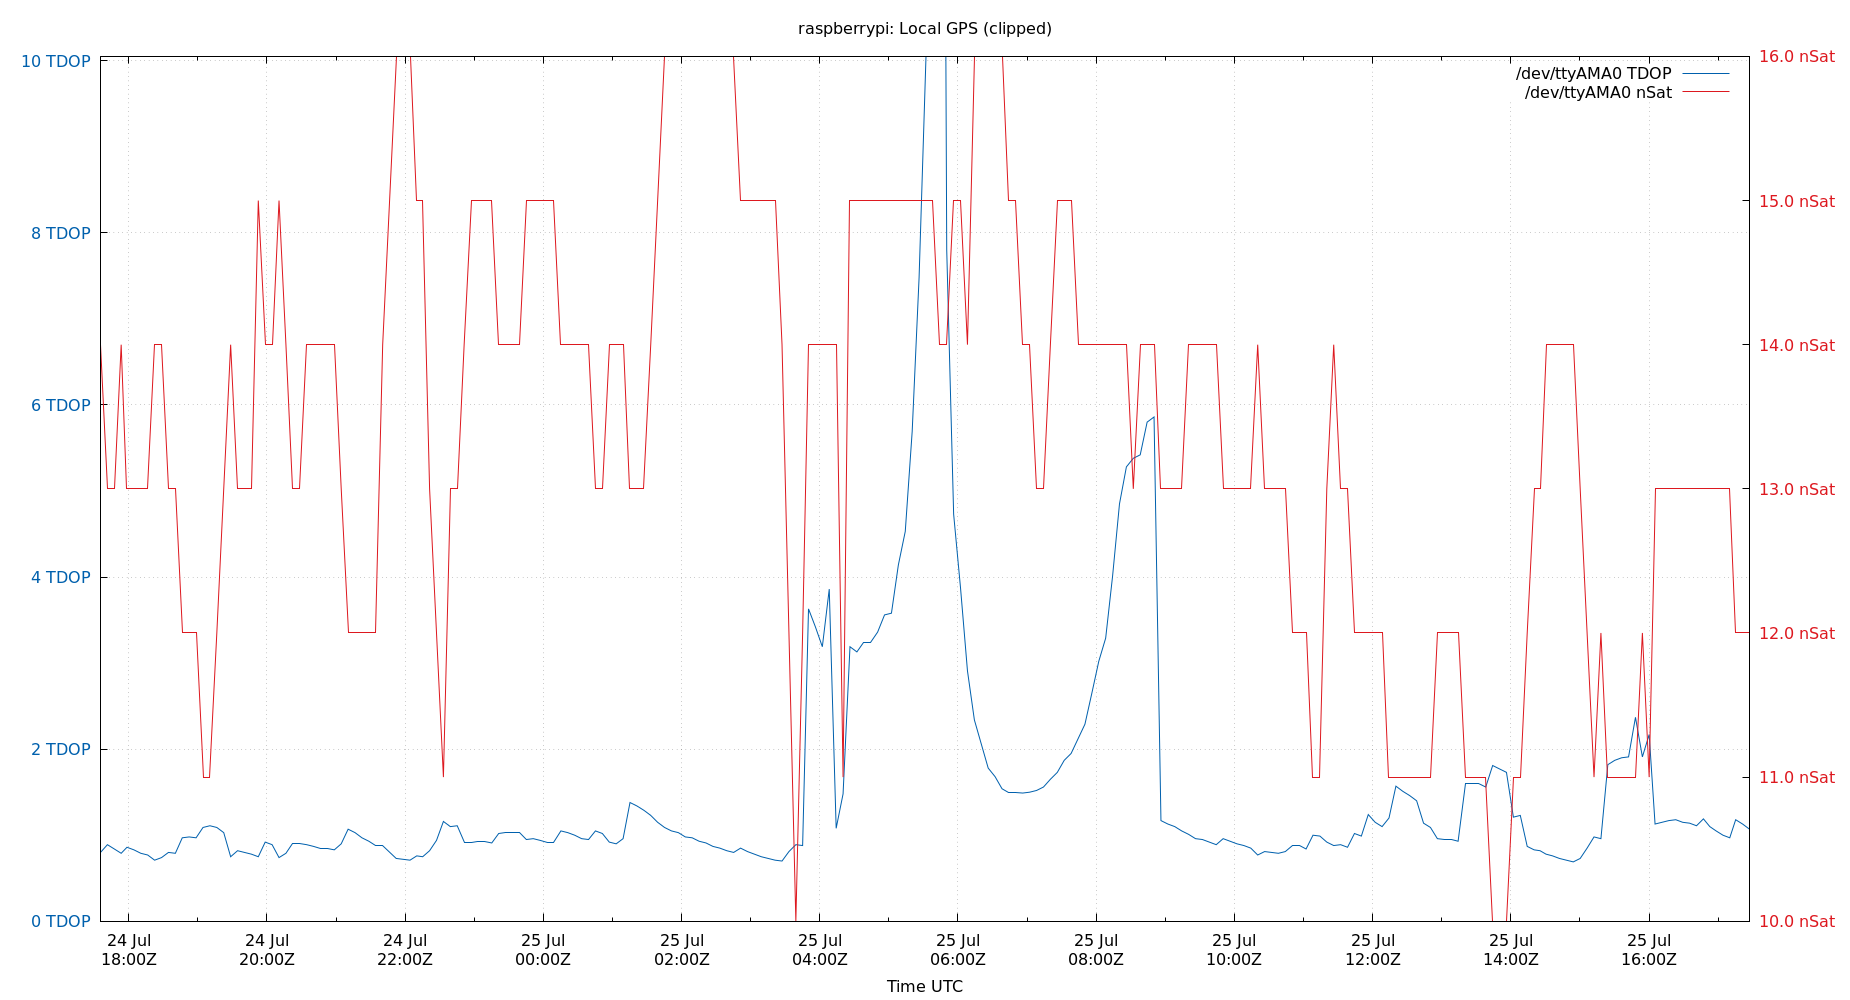 raspberrypi: Local GPS (clipped)
10 TDOP
8 TDOP
6 TDOP
4 TDOP
2 TDOP
0 TDOP
16.0 nSat
15.0 nSat
14.0 nSat
13.0 nSat
12.0 nSat
11.0 nSat
10.0 nSat
/dev/ttyAMA0 TDOP
/dev/ttyAMA0 nSat
24 Jul
18:00Z
24 Jul
20:00Z
24 Jul
22:00Z
25 Jul
00:00Z
25 Jul
02:00Z
25 Jul
04:00Z
25 Jul
06:00Z
25 Jul
08:00Z
25 Jul
10:00Z
25 Jul
12:00Z
25 Jul
14:00Z
25 Jul
16:00Z
Time UTC